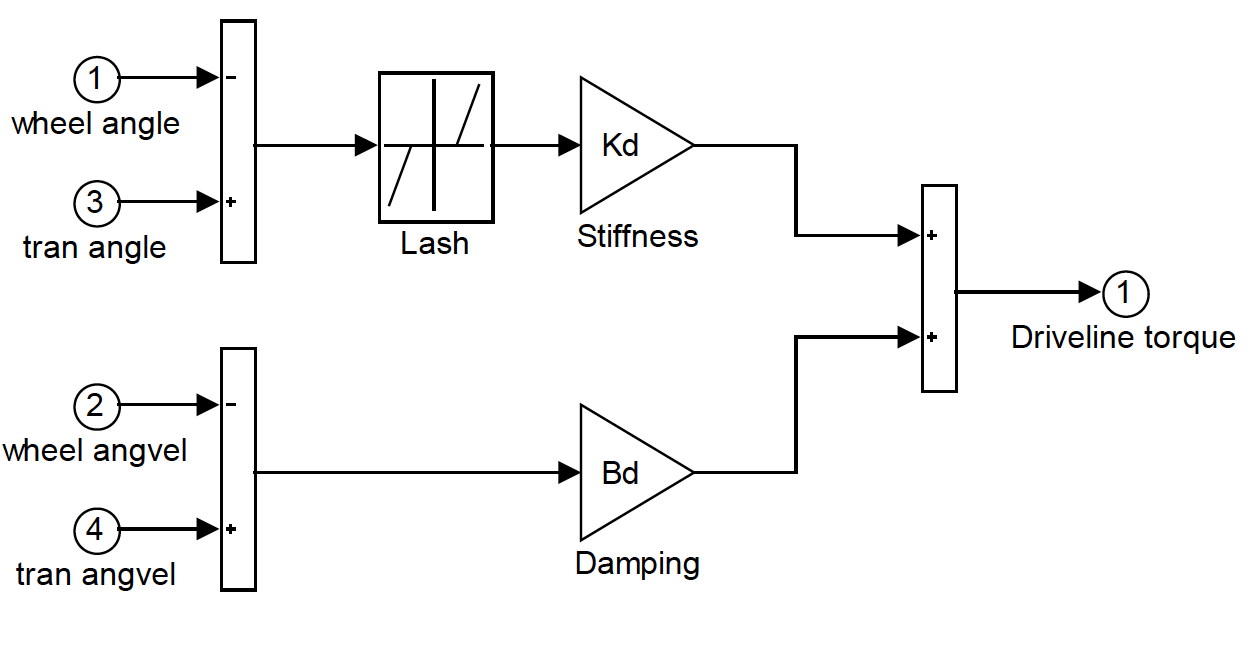 1
-
wheel angle
3
+
tran angle
Lash
Kd
Stiffness
+
1
+
Driveline torque
2
-
wheel angvel
4
+
tran angvel
Bd
Damping